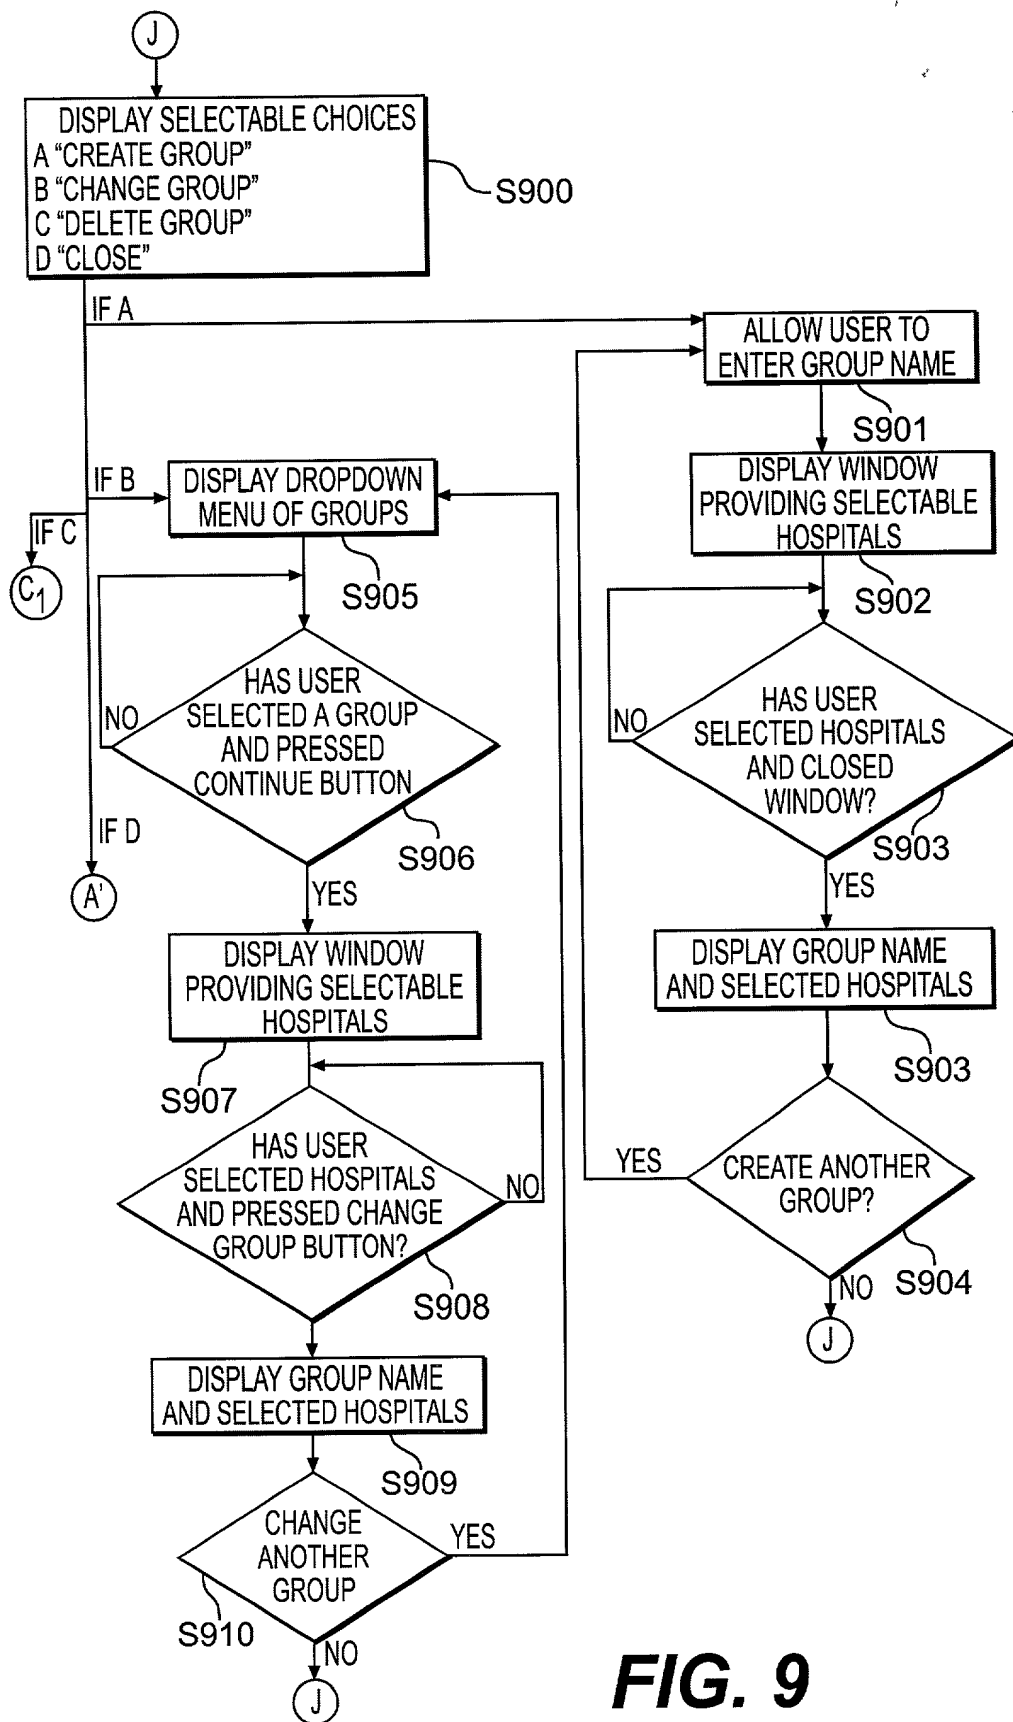 J
DISPLAY SELECTABLE CHOICES
A "CREATE GROUP"
B "CHANGE GROUP"
C "DELETE GROUP"
D "CLOSE"
S900
IF A
ALLOW USER TO
ENTER GROUP NAME
S901
DISPLAY WINDOW
PROVIDING SELECTABLE
HOSPITALS
S902
HAS USER
SELECTED HOSPITALS
AND CLOSED
WINDOW?
NO
S903
YES
DISPLAY GROUP NAME
AND SELECTED HOSPITALS
S903
CREATE ANOTHER
GROUP?
YES
S904
NO
J
IF B
DISPLAY DROPDOWN
MENU OF GROUPS
S905
IF C
C1
HAS USER
SELECTED A GROUP
AND PRESSED
CONTINUE BUTTON
NO
S906
IF D
A'
YES
DISPLAY WINDOW
PROVIDING SELECTABLE
HOSPITALS
S907
HAS USER
SELECTED HOSPITALS
AND PRESSED CHANGE
GROUP BUTTON?
NO
S908
DISPLAY GROUP NAME
AND SELECTED HOSPITALS
S909
CHANGE
ANOTHER
GROUP
YES
S910
NO
J
FIG. 9